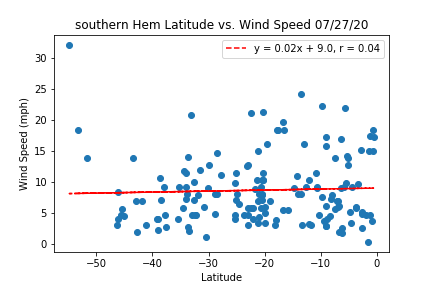 southern Hem Latitude vs. Wind Speed 07/27/20
y = 0.02x + 9.0, r = 0.04
Wind Speed (mph)
30
25
20
15
10
5
0
−50 −40 −30 −20 −10 0
Latitude